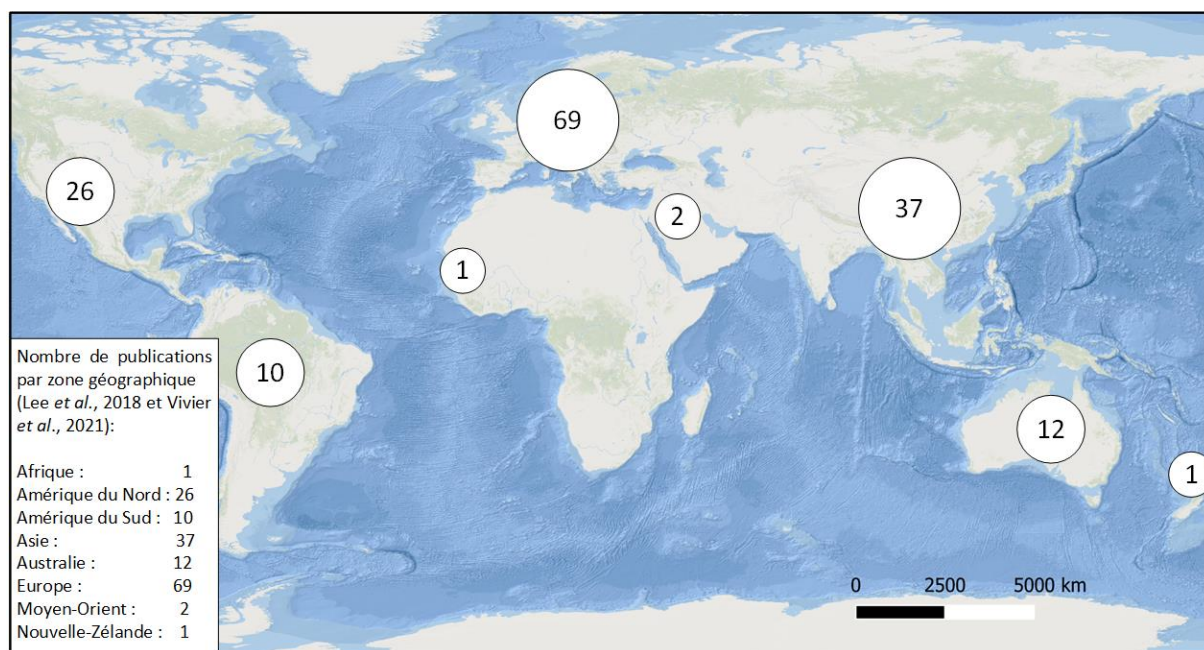 69
26
37
2
1
10
12
1
Nombre de publications
par zone géographique
(Lee et al., 2018 et Vivier
et al., 2021):
Afrique : 1
Amérique du Nord : 26
Amérique du Sud : 10
Asie : 37
Australie : 12
Europe : 69
Moyen-Orient : 2
Nouvelle-Zélande : 1
0 2500 5000 km